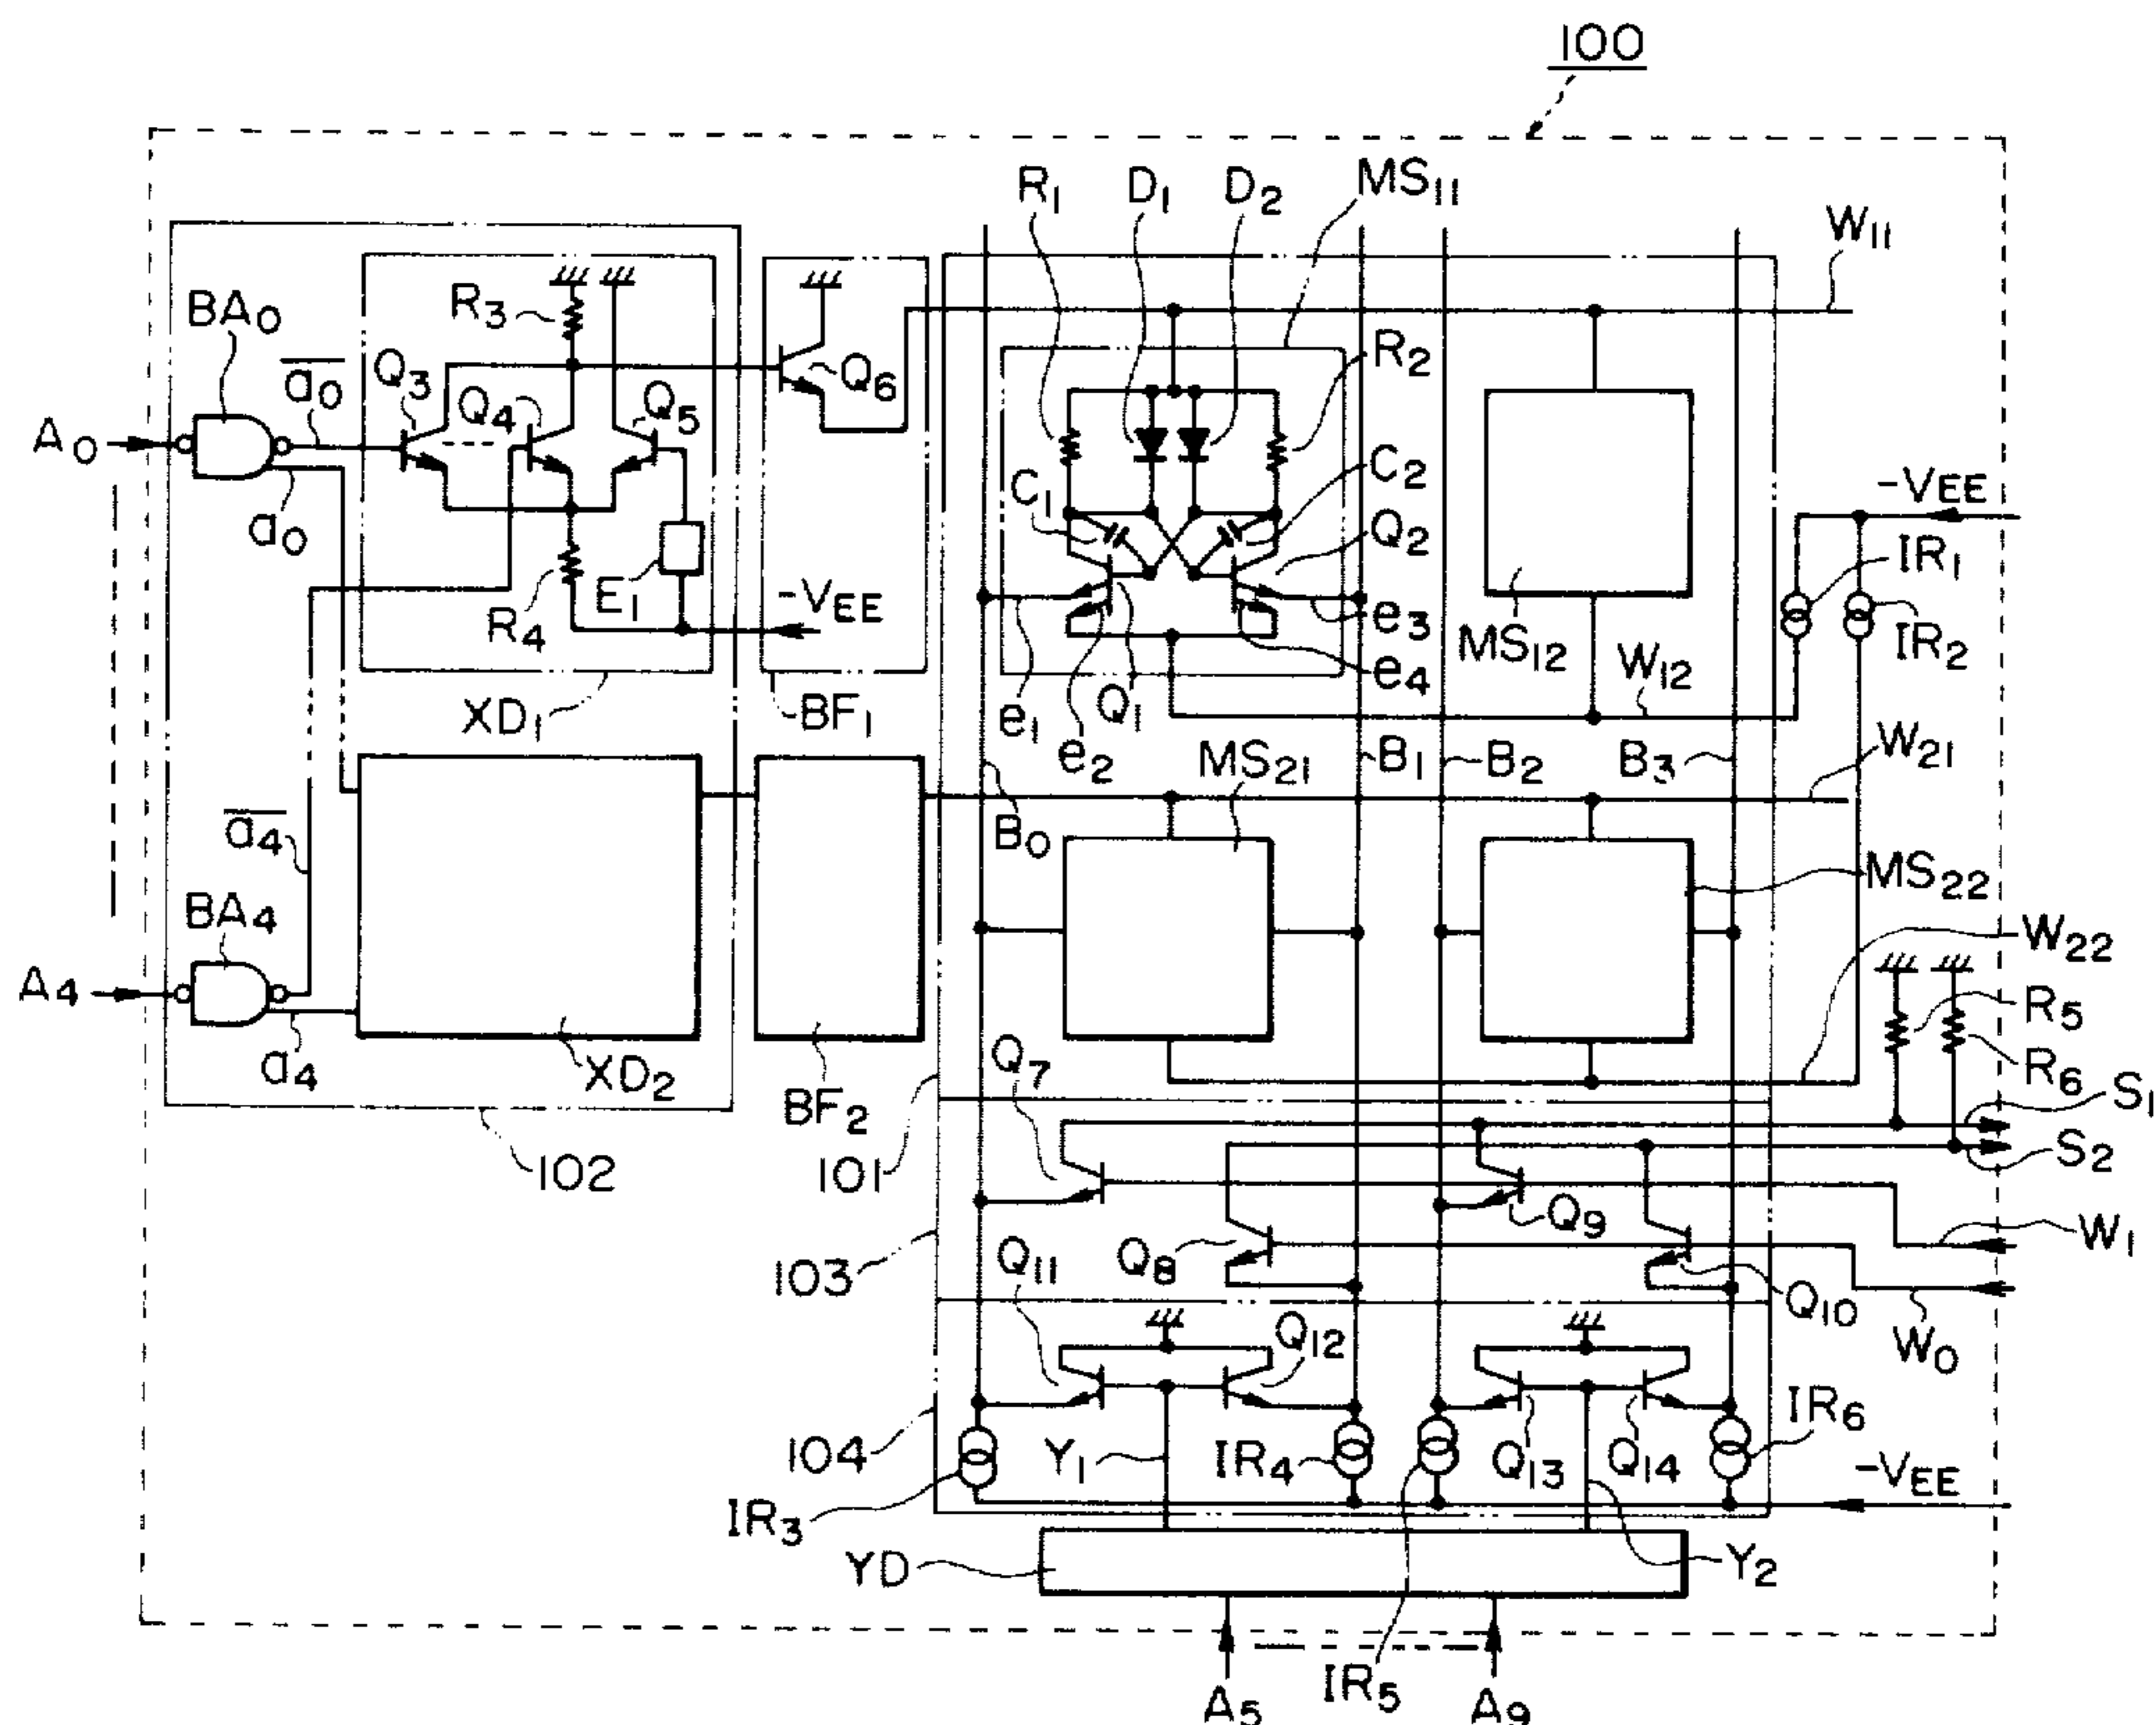 100
R₁ D₁ D₂ MS₁₁
W₁₁
BA₀ R₃
a̅₀ Q₃ Q₄ Q₅ Q₆ R₂
A₀
C₁ C₂
-VEE
a₀ Q₂
IR₁
E₁ -VEE e₃
R₄ MS₁₂ IR₂
e₄ W₁₂
XD₁ BF₁ e₁ Q₁
e₂ MS₂₁ B₁ B₂ B₃ W₂₁
a̅₄ B₀
MS₂₂
BA₄
W₂₂
A₄
R₅
a₄ XD₂ Q₇ R₆
BF₂ S₁
102 101 S₂
Q₉
W₁
103 Q₁₁ Q₈
Q₁₀
Q₁₂ W₀
IR₆
104 Y₁ IR₄ Q₁₃ Q₁₄
-VEE
IR₃
YD Y₂
A₅ IR₅ A₉